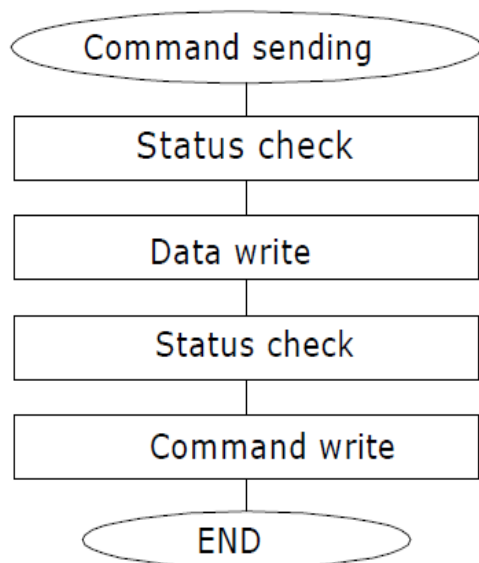 Command sending
Status check
Data write
Status check
Command write
END